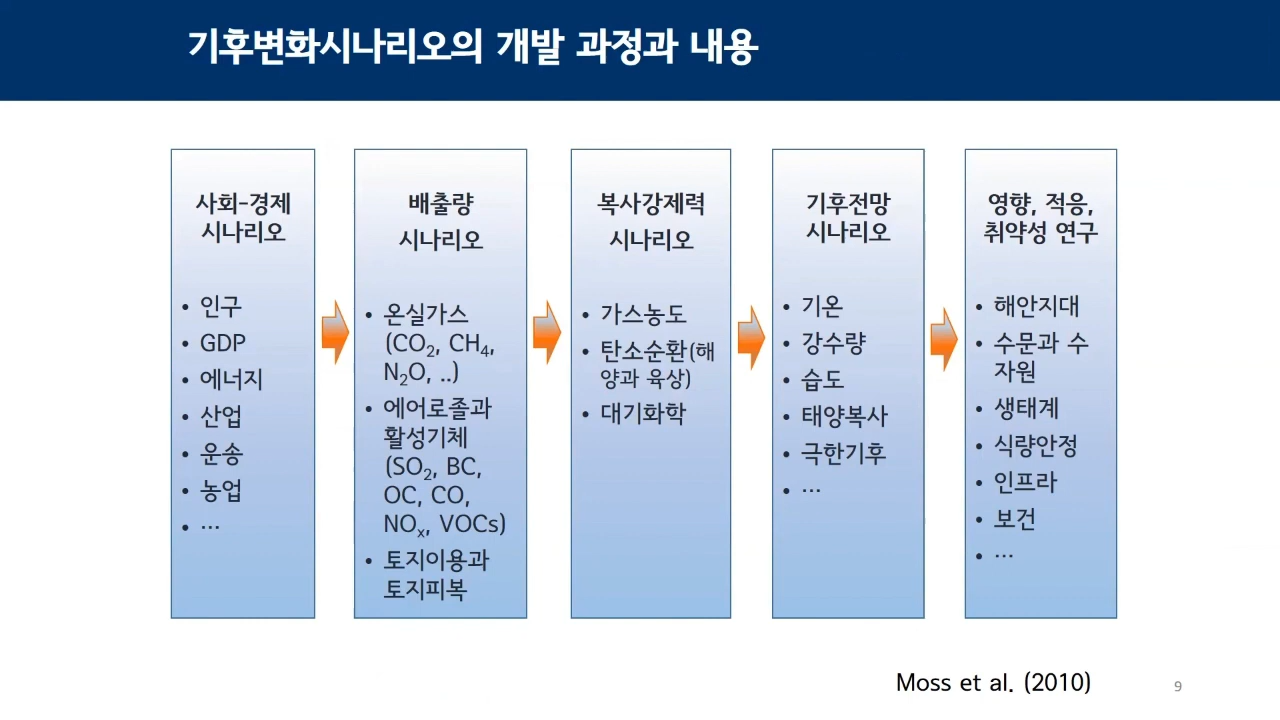 기후변화시나리오의 개발 과정과 내용
사회-경제
시나리오
• 인구
• GDP
• 에너지
• 산업
• 운송
• 농업
• …
배출량
시나리오
• 온실가스
(CO₂, CH₄,
N₂O, ..)
• 에어로졸과
활성기체
(SO₂, BC,
OC, CO,
NOₓ, VOCs)
• 토지이용과
토지피복
복사강제력
시나리오
• 가스농도
• 탄소순환(해
양과 육상)
• 대기화학
기후전망
시나리오
• 기온
• 강수량
• 습도
• 태양복사
• 극한기후
• …
영향, 적응,
취약성 연구
• 해안지대
• 수문과 수
자원
• 생태계
• 식량안정
• 인프라
• 보건
• …
Moss et al. (2010)
9